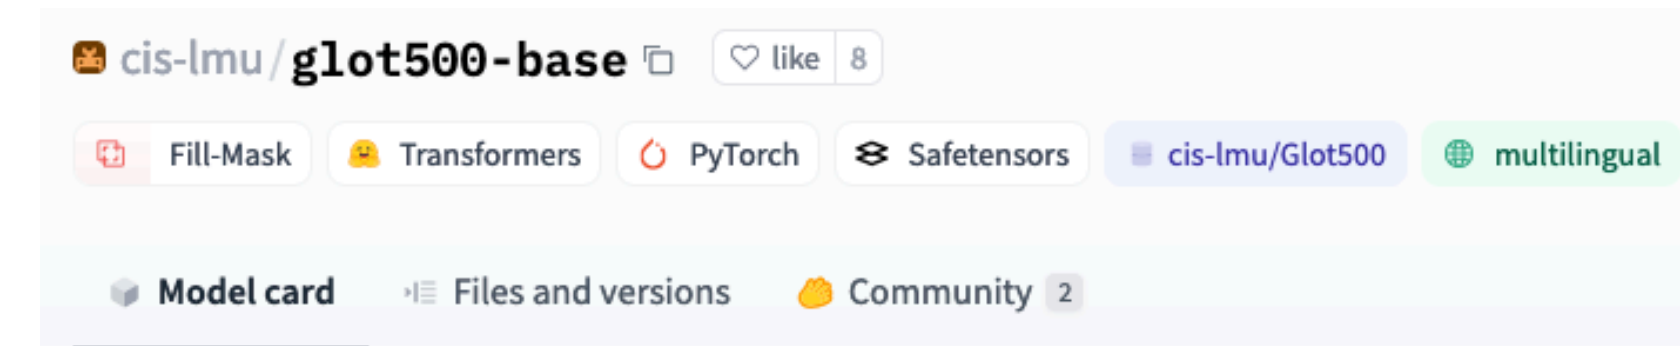 cis-lmu/glot500-base like 8
Fill-Mask Transformers PyTorch Safetensors cis-lmu/Glot500 multilingual
Model card Files and versions Community 2